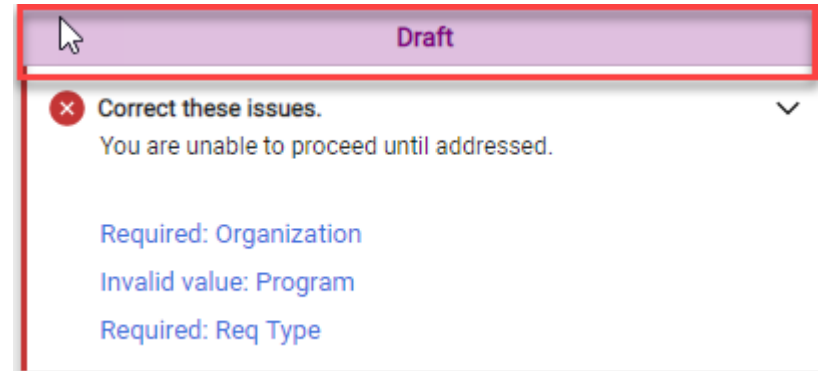 Draft
Correct these issues.
You are unable to proceed until addressed.
Required: Organization
Invalid value: Program
Required: Req Type